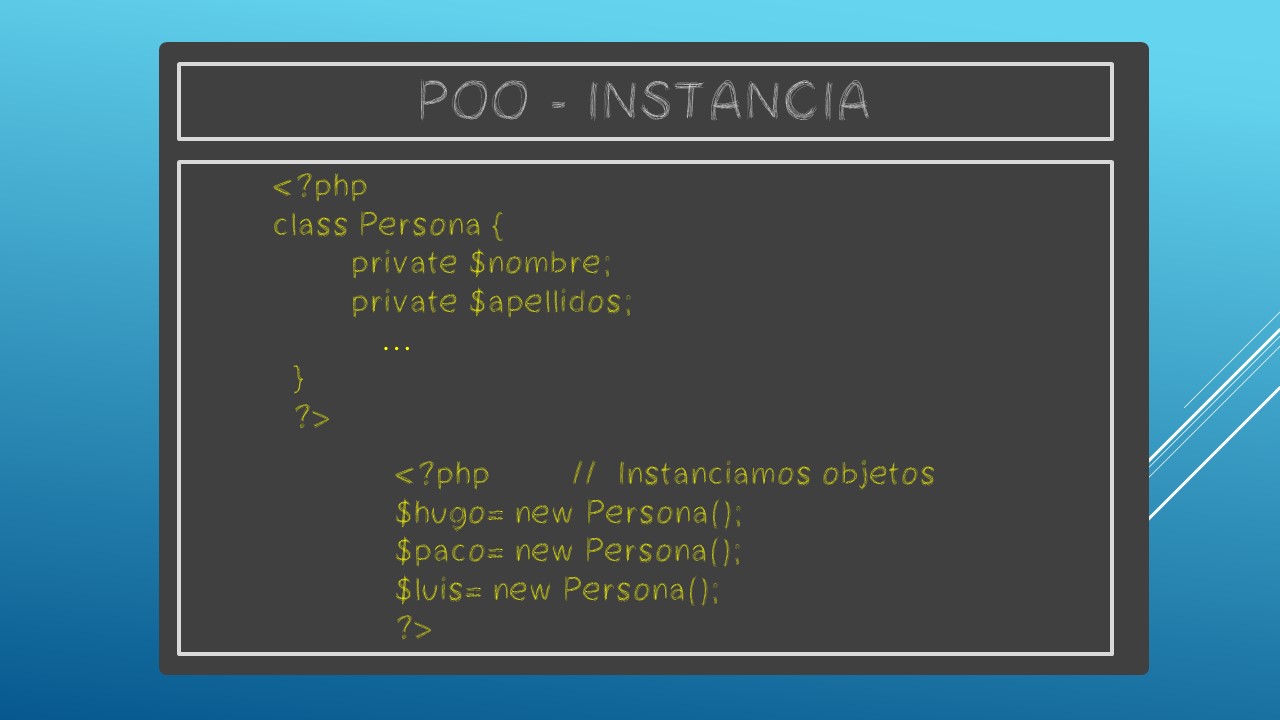 POO - INSTANCIA
<?php
class Persona {
private $nombre;
private $apellidos;
...
}
?>
<?php // Instanciamos objetos
$hugo= new Persona();
$paco= new Persona();
$luis= new Persona();
?>